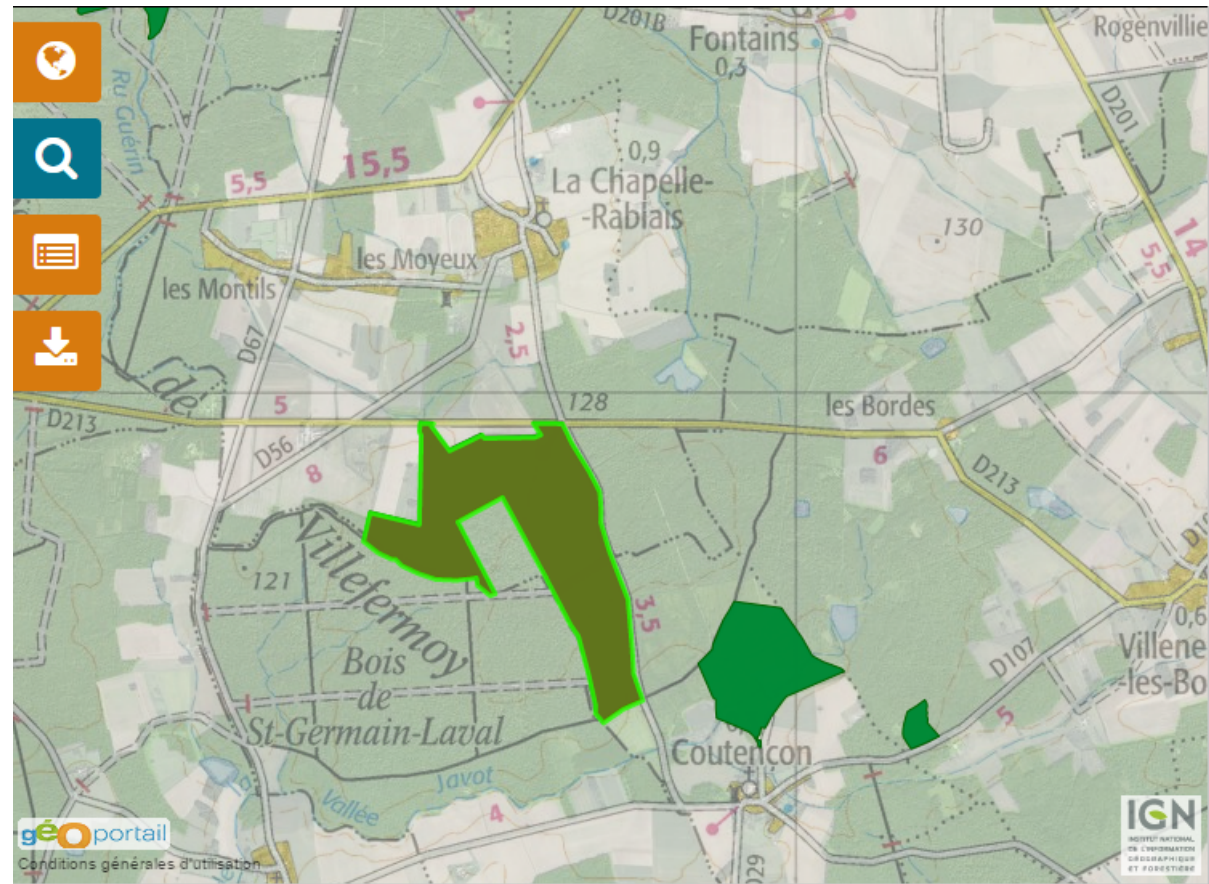 D201B
Fontains
0,3
Rogenvillie
Ru Guérin
D201
0,9
15,5
5,5
La Chapelle-
-Rablais
130
14
5,5
les Moyeux
les Montils
D67
2,5
de
5
128
les Bordes
D213
D56
8
6
D213
Villefermoy
121
3,5
0,6
Villene
-les-Bo
D107
Bois
de
St-Germain-Laval
5
Coutençon
Javot
Vallée
4
D29
géoportail
Conditions générales d'utilisation
IGN
INSTITUT NATIONAL
DE L'INFORMATION
GÉOGRAPHIQUE
ET FORESTIÈRE